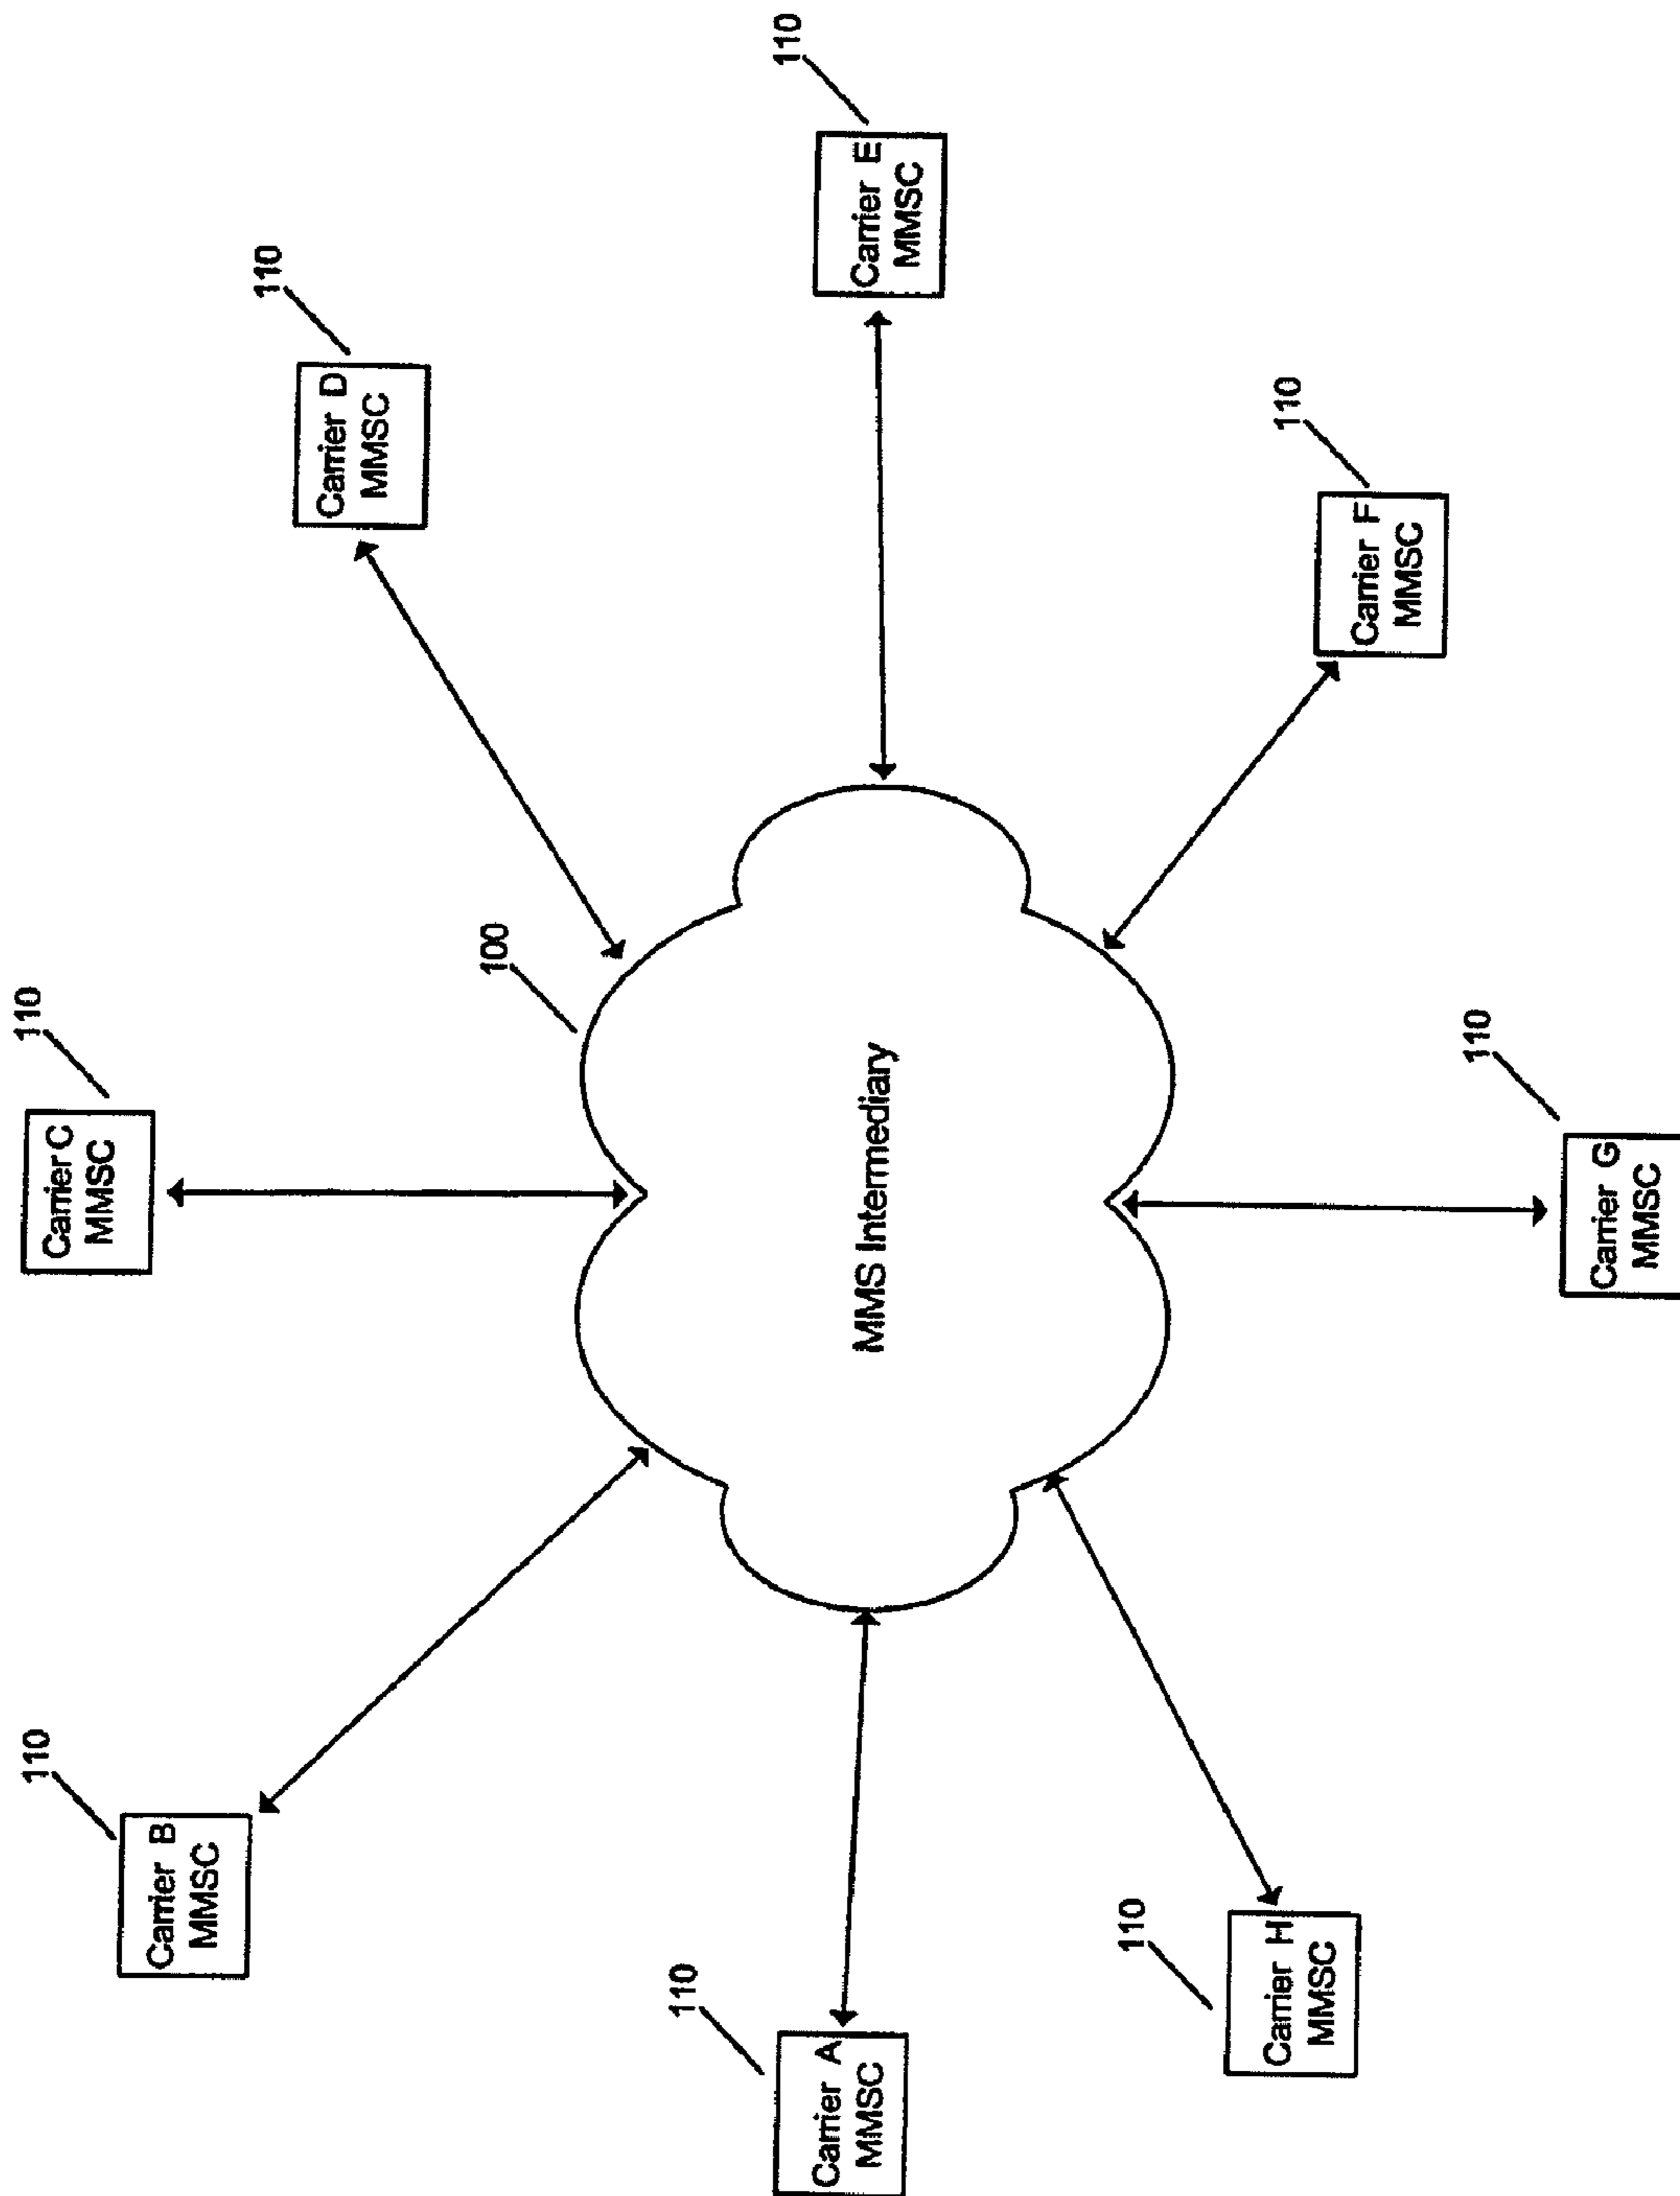 110
110
Carrier C
MMSC
Carrier B
MMSC
110
Carrier D
MMSC
100
110
110
Carrier A
MMSC
MMS Intermediary
Carrier E
MMSC
110
110
Carrier H
MMSC
Carrier F
MMSC
110
Carrier G
MMSC